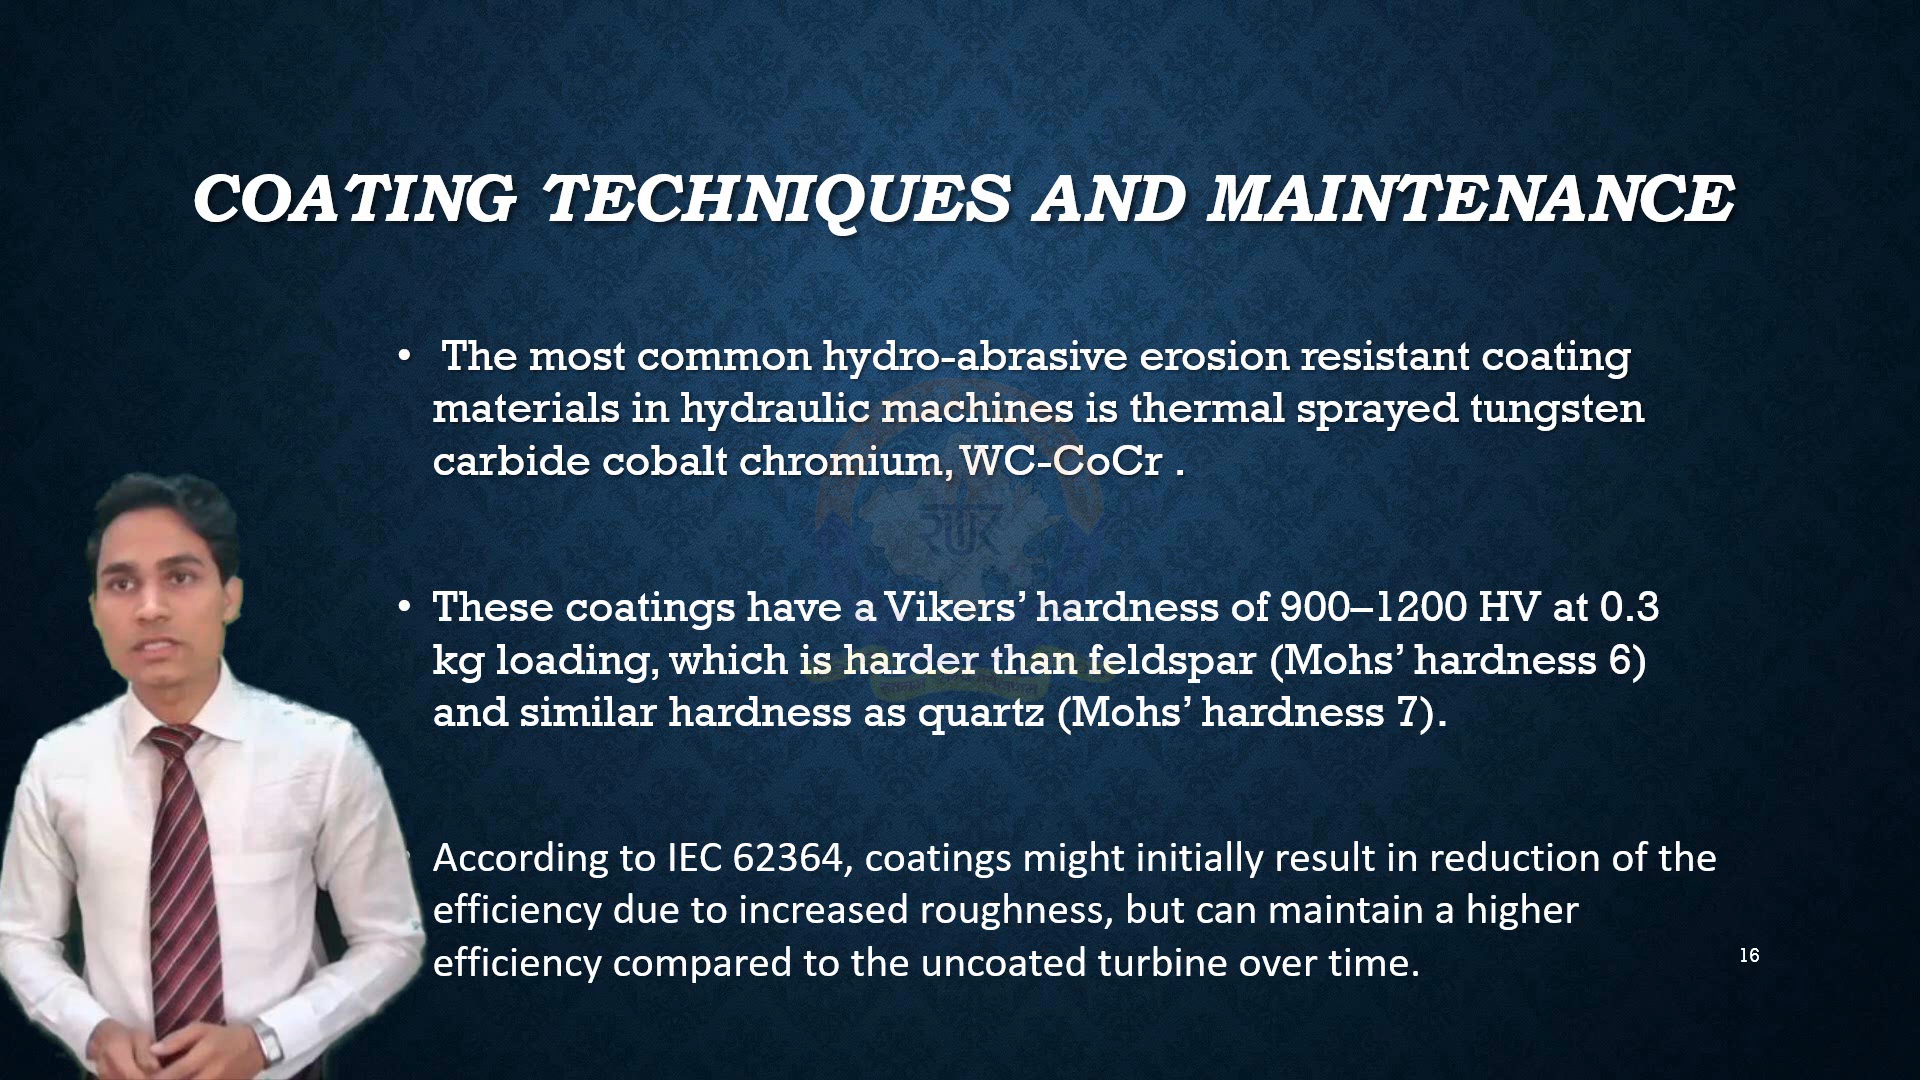 COATING TECHNIQUES AND MAINTENANCE
• The most common hydro-abrasive erosion resistant coating
materials in hydraulic machines is thermal sprayed tungsten
carbide cobalt chromium, WC-CoCr .
• These coatings have a Vikers’ hardness of 900–1200 HV at 0.3
kg loading, which is harder than feldspar (Mohs’ hardness 6)
and similar hardness as quartz (Mohs’ hardness 7).
According to IEC 62364, coatings might initially result in reduction of the
efficiency due to increased roughness, but can maintain a higher
efficiency compared to the uncoated turbine over time.
16